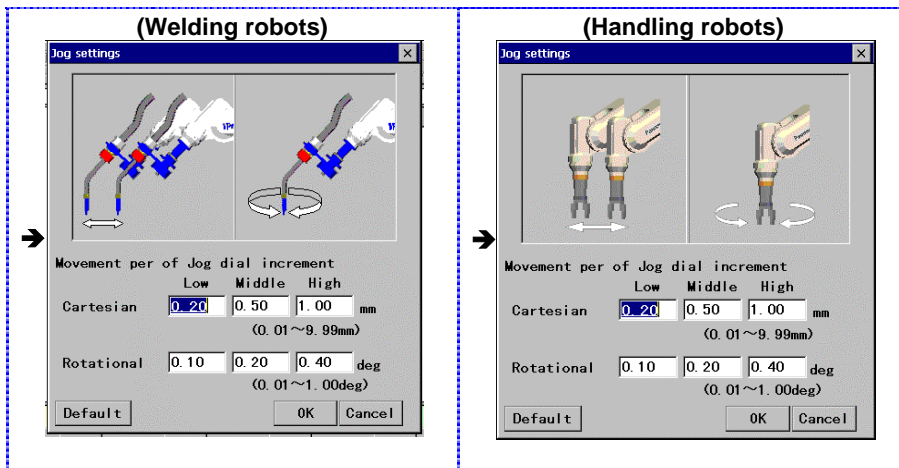 (Welding robots)
Jog settings
Movement per of Jog dial increment
Low Middle High
Cartesian 0.20 0.50 1.00 mm
(0.01～9.99mm)
Rotational 0.10 0.20 0.40 deg
(0.01～1.00deg)
Default OK Cancel
(Handling robots)
Jog settings
Movement per of Jog dial increment
Low Middle High
Cartesian 0.20 0.50 1.00 mm
(0.01～9.99mm)
Rotational 0.10 0.20 0.40 deg
(0.01～1.00deg)
Default OK Cancel